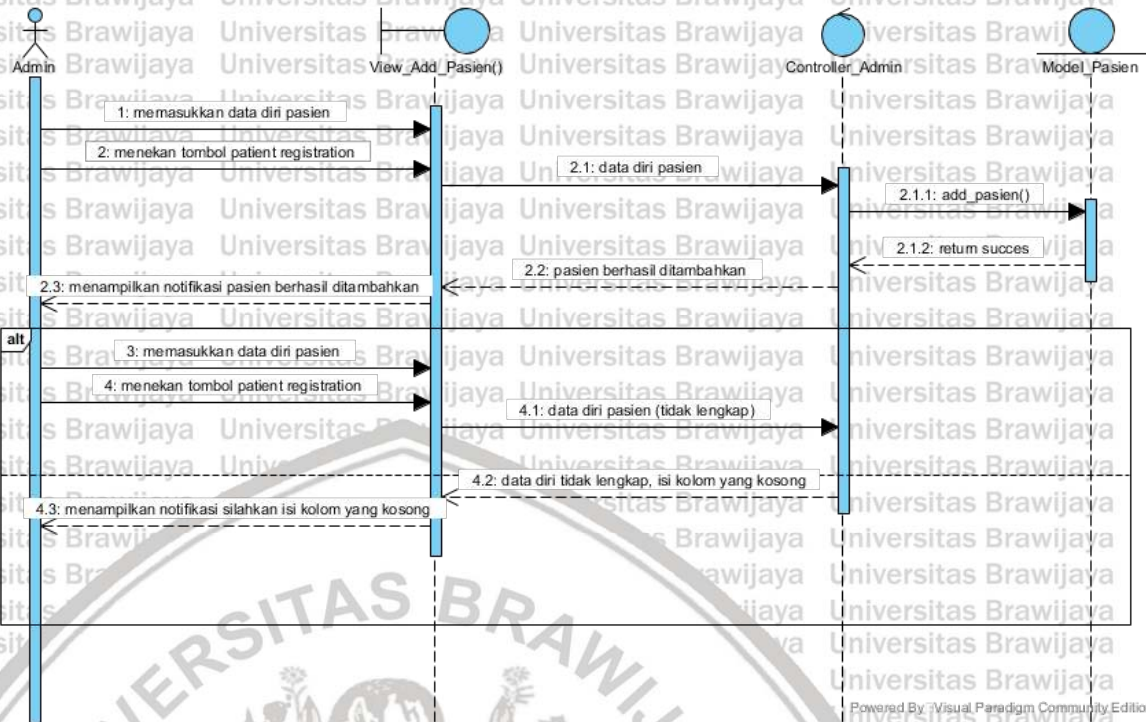 Admin
View_Add_Pasien()
Controller_Admin
Model_Pasien
1: memasukkan data diri pasien
2: menekan tombol patient registration
2.1: data diri pasien
2.1.1: add_pasien()
2.1.2: return succes
2.2: pasien berhasil ditambahkan
2.3: menampilkan notifikasi pasien berhasil ditambahkan
alt
3: memasukkan data diri pasien
4: menekan tombol patient registration
4.1: data diri pasien (tidak lengkap)
4.2: data diri tidak lengkap, isi kolom yang kosong
4.3: menampilkan notifikasi silahkan isi kolom yang kosong
Universitas Brawijaya
Powered By Visual Paradigm Community Editio